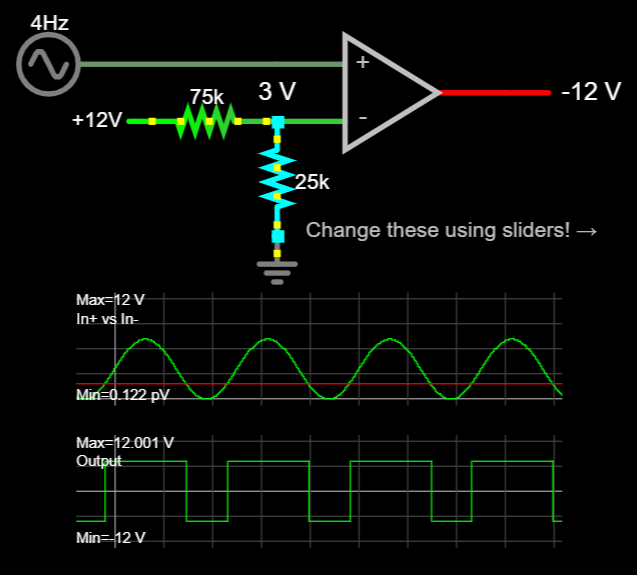 4Hz
+
75k
3 V
-12 V
+12V
-
25k
Change these using sliders! →
Max=12 V
In+ vs In-
Min=0.122 pV
Max=12.001 V
Output
Min=-12 V